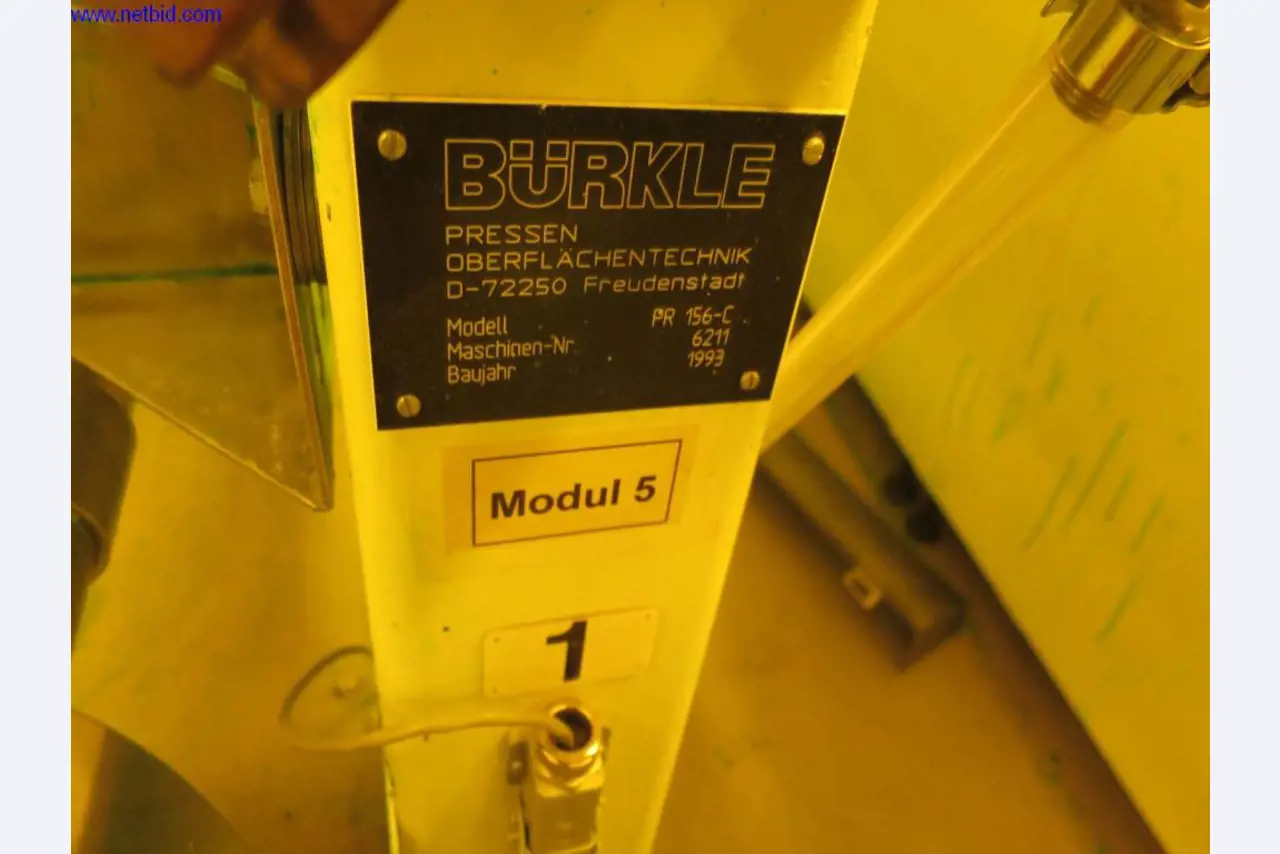 www.netbid.com
BÜRKLE
PRESSEN
OBERFLÄCHENTECHNIK
D-72250 Freudenstadt
Modell PR 156-C
Maschinen-Nr. 6211
Baujahr 1993
Modul 5
1